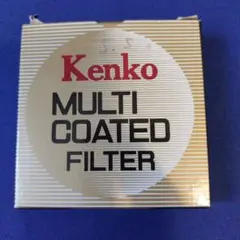 Kenko
MULTI
COATED
FILTER